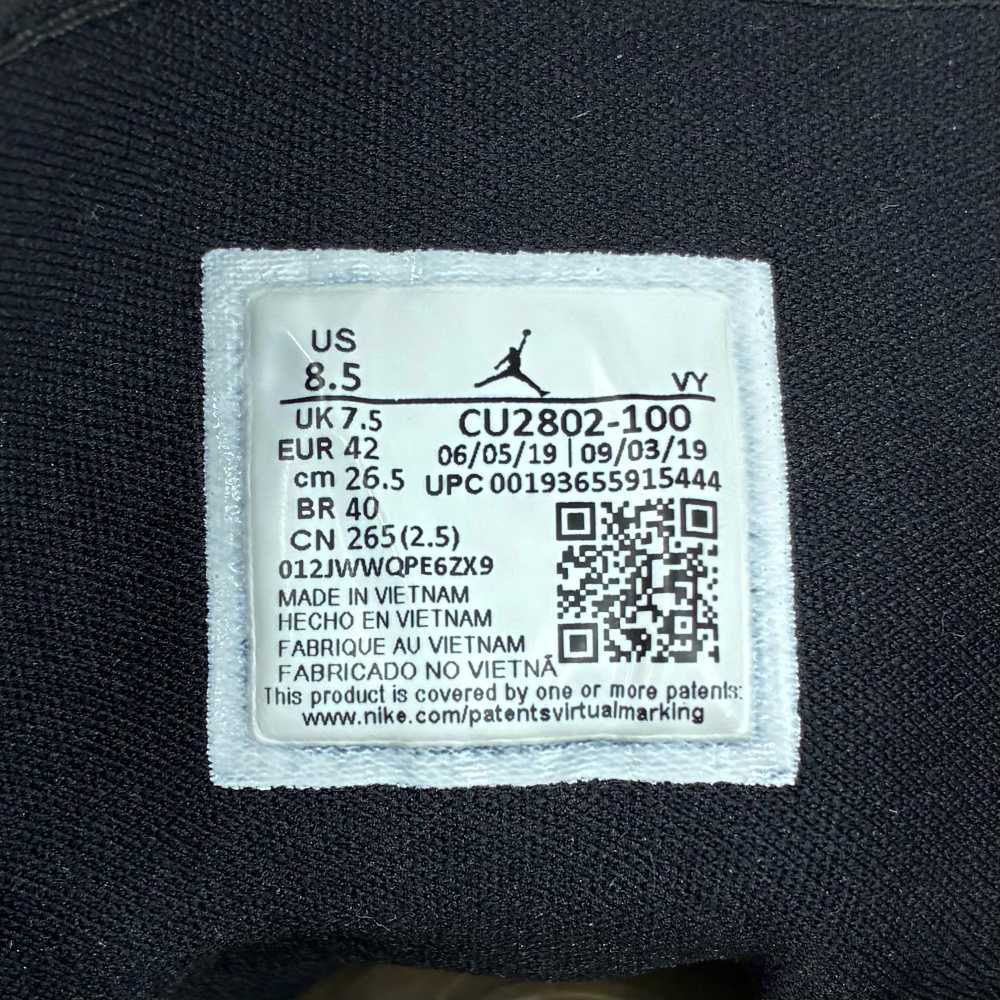 US
8.5
VY
UK 7.5
CU2802-100
EUR 42
06/05/19 | 09/03/19
cm 26.5
UPC 00193655915444
BR 40
CN 265(2.5)
012JWWQPE6ZX9
MADE IN VIETNAM
HECHO EN VIETNAM
FABRIQUE AU VIETNAM
FABRICADO NO VIETNÃ
This product is covered by one or more patents:
www.nike.com/patentsvirtualmarking